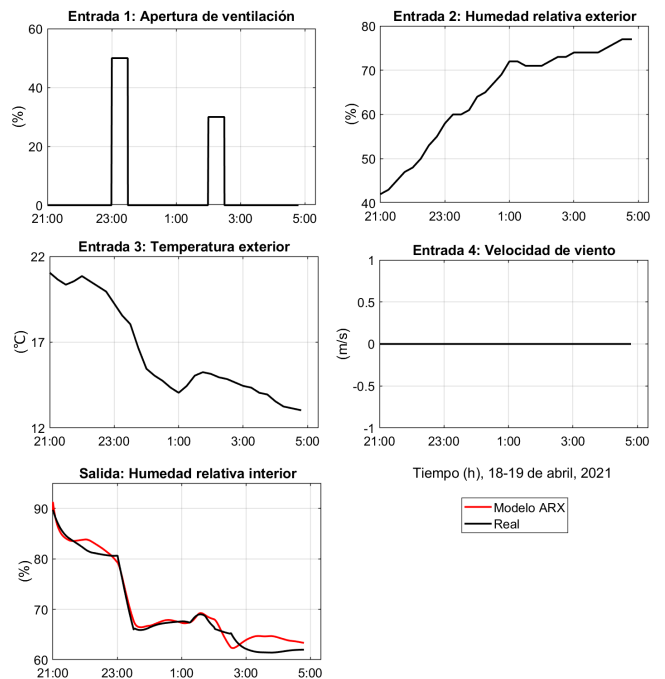 Entrada 1: Apertura de ventilación
60
40
20
0
(%)
21:00 23:00 1:00 3:00 5:00
Entrada 2: Humedad relativa exterior
80
70
60
50
40
(%)
21:00 23:00 1:00 3:00 5:00
Entrada 3: Temperatura exterior
22
17
12
(℃)
21:00 23:00 1:00 3:00 5:00
Entrada 4: Velocidad de viento
1
0.5
0
-0.5
-1
(m/s)
21:00 23:00 1:00 3:00 5:00
Tiempo (h), 18-19 de abril, 2021
Salida: Humedad relativa interior
90
80
70
60
(%)
21:00 23:00 1:00 3:00 5:00
Modelo ARX
Real